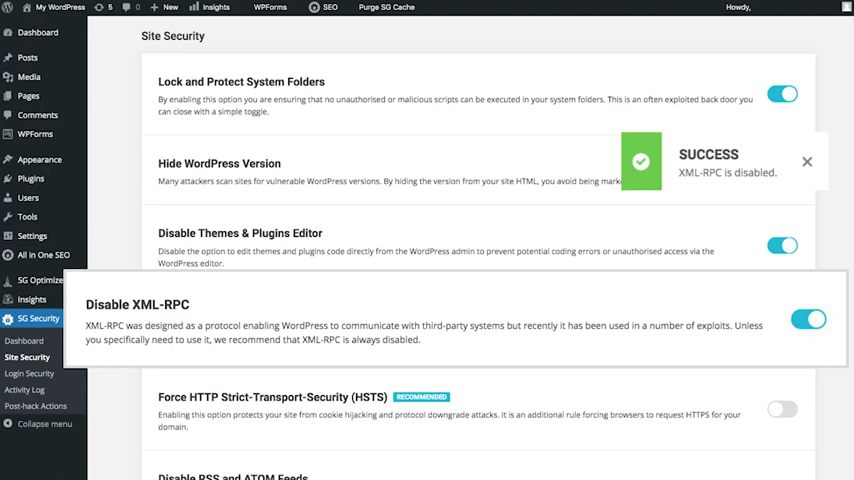 My WordPress 5 0 New Insights WPForms SEO Purge SG Cache Howdy,
Dashboard
Posts
Media
Pages
Comments
WPForms
Appearance
Plugins
Users
Tools
Settings
All in One SEO
SG Optimize
Insights
SG Security
Dashboard
Site Security
Login Security
Activity Log
Post-hack Actions
Collapse menu
Site Security
Lock and Protect System Folders
By enabling this option you are ensuring that no unauthorised or malicious scripts can be executed in your system folders. This is an often exploited back door you
can close with a simple toggle.
Hide WordPress Version
Many attackers scan sites for vulnerable WordPress versions. By hiding the version from your site HTML, you avoid being mark
SUCCESS
XML-RPC is disabled.
Disable Themes & Plugins Editor
Disable the option to edit themes and plugins code directly from the WordPress admin to prevent potential coding errors or unauthorised access via the
WordPress editor.
Disable XML-RPC
XML-RPC was designed as a protocol enabling WordPress to communicate with third-party systems but recently it has been used in a number of exploits. Unless
you specifically need to use it, we recommend that XML-RPC is always disabled.
Force HTTP Strict-Transport-Security (HSTS) RECOMMENDED
Enabling this option protects your site from cookie hijacking and protocol downgrade attacks. It is an additional rule forcing browsers to request HTTPS for your
domain.
Disable RSS and ATOM Feeds